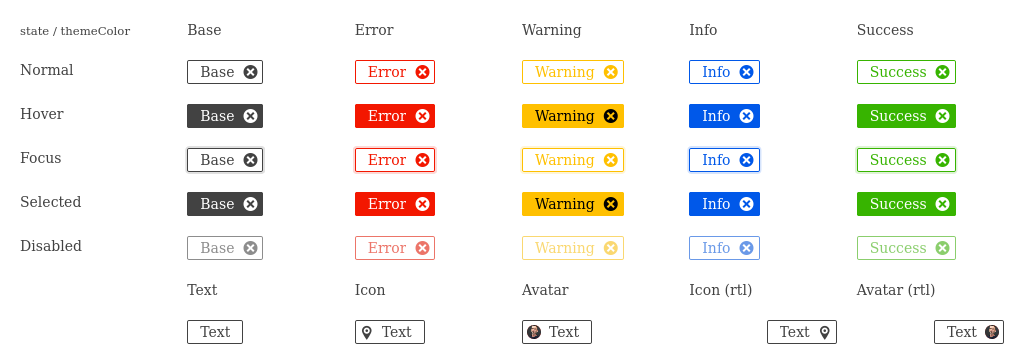 state / themeColor Base Error Warning Info Success
Normal Base Error Warning Info Success
Hover Base Error Warning Info Success
Focus Base Error Warning Info Success
Selected Base Error Warning Info Success
Disabled Base Error Warning Info Success
Text Icon Avatar Icon (rtl) Avatar (rtl)
Text Text Text Text Text